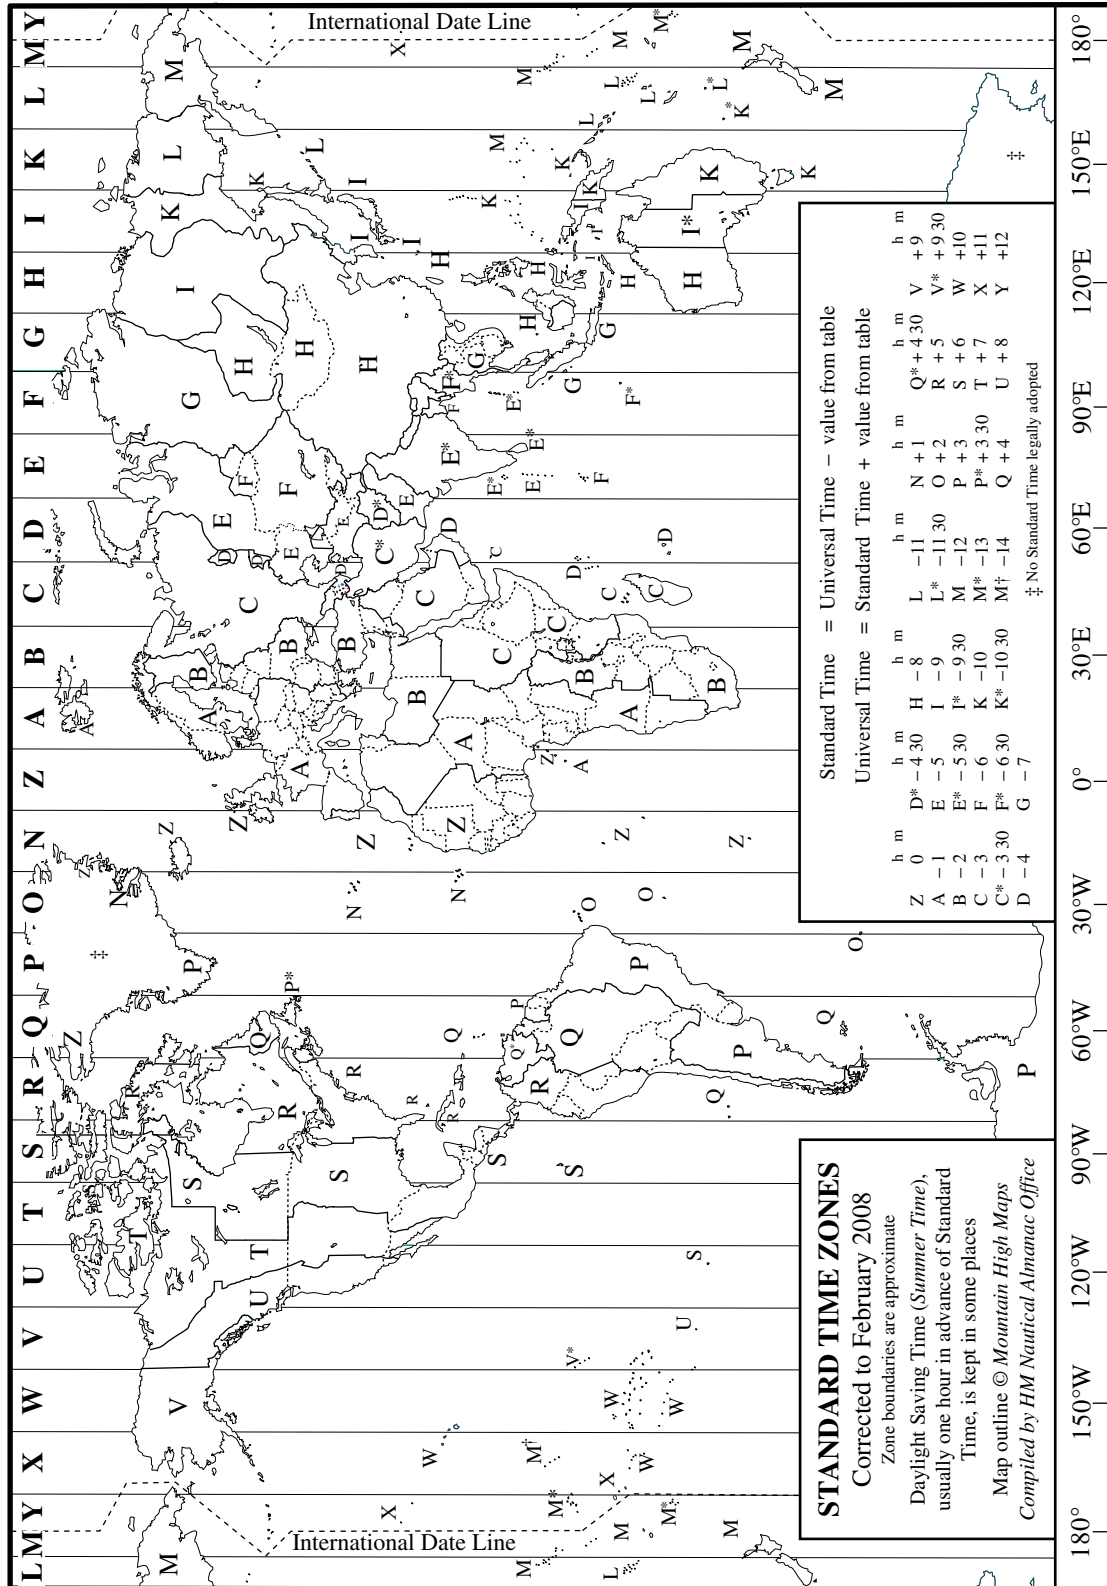 L M Y X W V U T S R Q P O N Z A B C D E F G H I K L M Y
Z Z A
‡
T R N
M V S P Z A B G I K L M
T U R Q Z C E D F H K
International Date Line
P* A B E F H L
International Date Line
S R N Z B D E H I
X W R R Q N Z B C C* D* H I X
R Q A C D E E* F F* G H
M M* M† S R Q* P Z C C E* E E* E* H K M M
V* S Q O A B D F G H I K
L M X W P Z A C C F* G H I L L M
M* W W O B D H I* K L M*
U S Q P Z B K* L* M
M Q O K M
P ‡
STANDARD TIME ZONES
Corrected to February 2008
Zone boundaries are approximate
Daylight Saving Time (Summer Time),
usually one hour in advance of Standard
Time, is kept in some places
Map outline © Mountain High Maps
Compiled by HM Nautical Almanac Office
Standard Time = Universal Time – value from table
Universal Time = Standard Time + value from table
h m h m h m h m h m h m h m
Z 0 D* – 4 30 H – 8 L –11 N + 1 Q* + 4 30 V + 9
A – 1 E – 5 I – 9 L* –11 30 O + 2 R + 5 V* + 9 30
B – 2 E* – 5 30 I* – 9 30 M –12 P + 3 S + 6 W +10
C – 3 F – 6 K –10 M* –13 P* + 3 30 T + 7 X +11
C* – 3 30 F* – 6 30 K* –10 30 M† –14 Q + 4 U + 8 Y +12
D – 4 G – 7
‡ No Standard Time legally adopted
180° 150°W 120°W 90°W 60°W 30°W 0° 30°E 60°E 90°E 120°E 150°E 180°